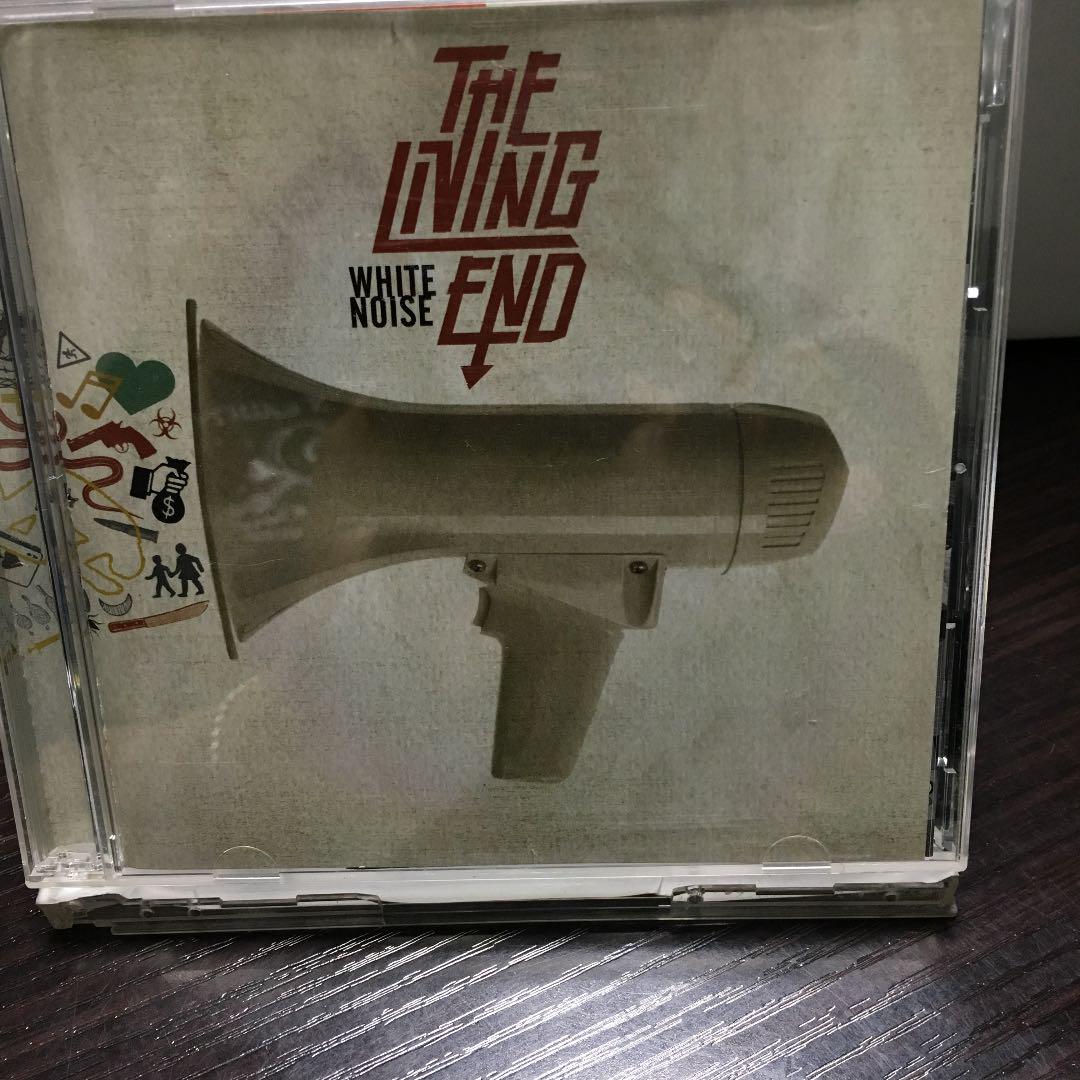 THE
LIVING
END
WHITE
NOISE
$